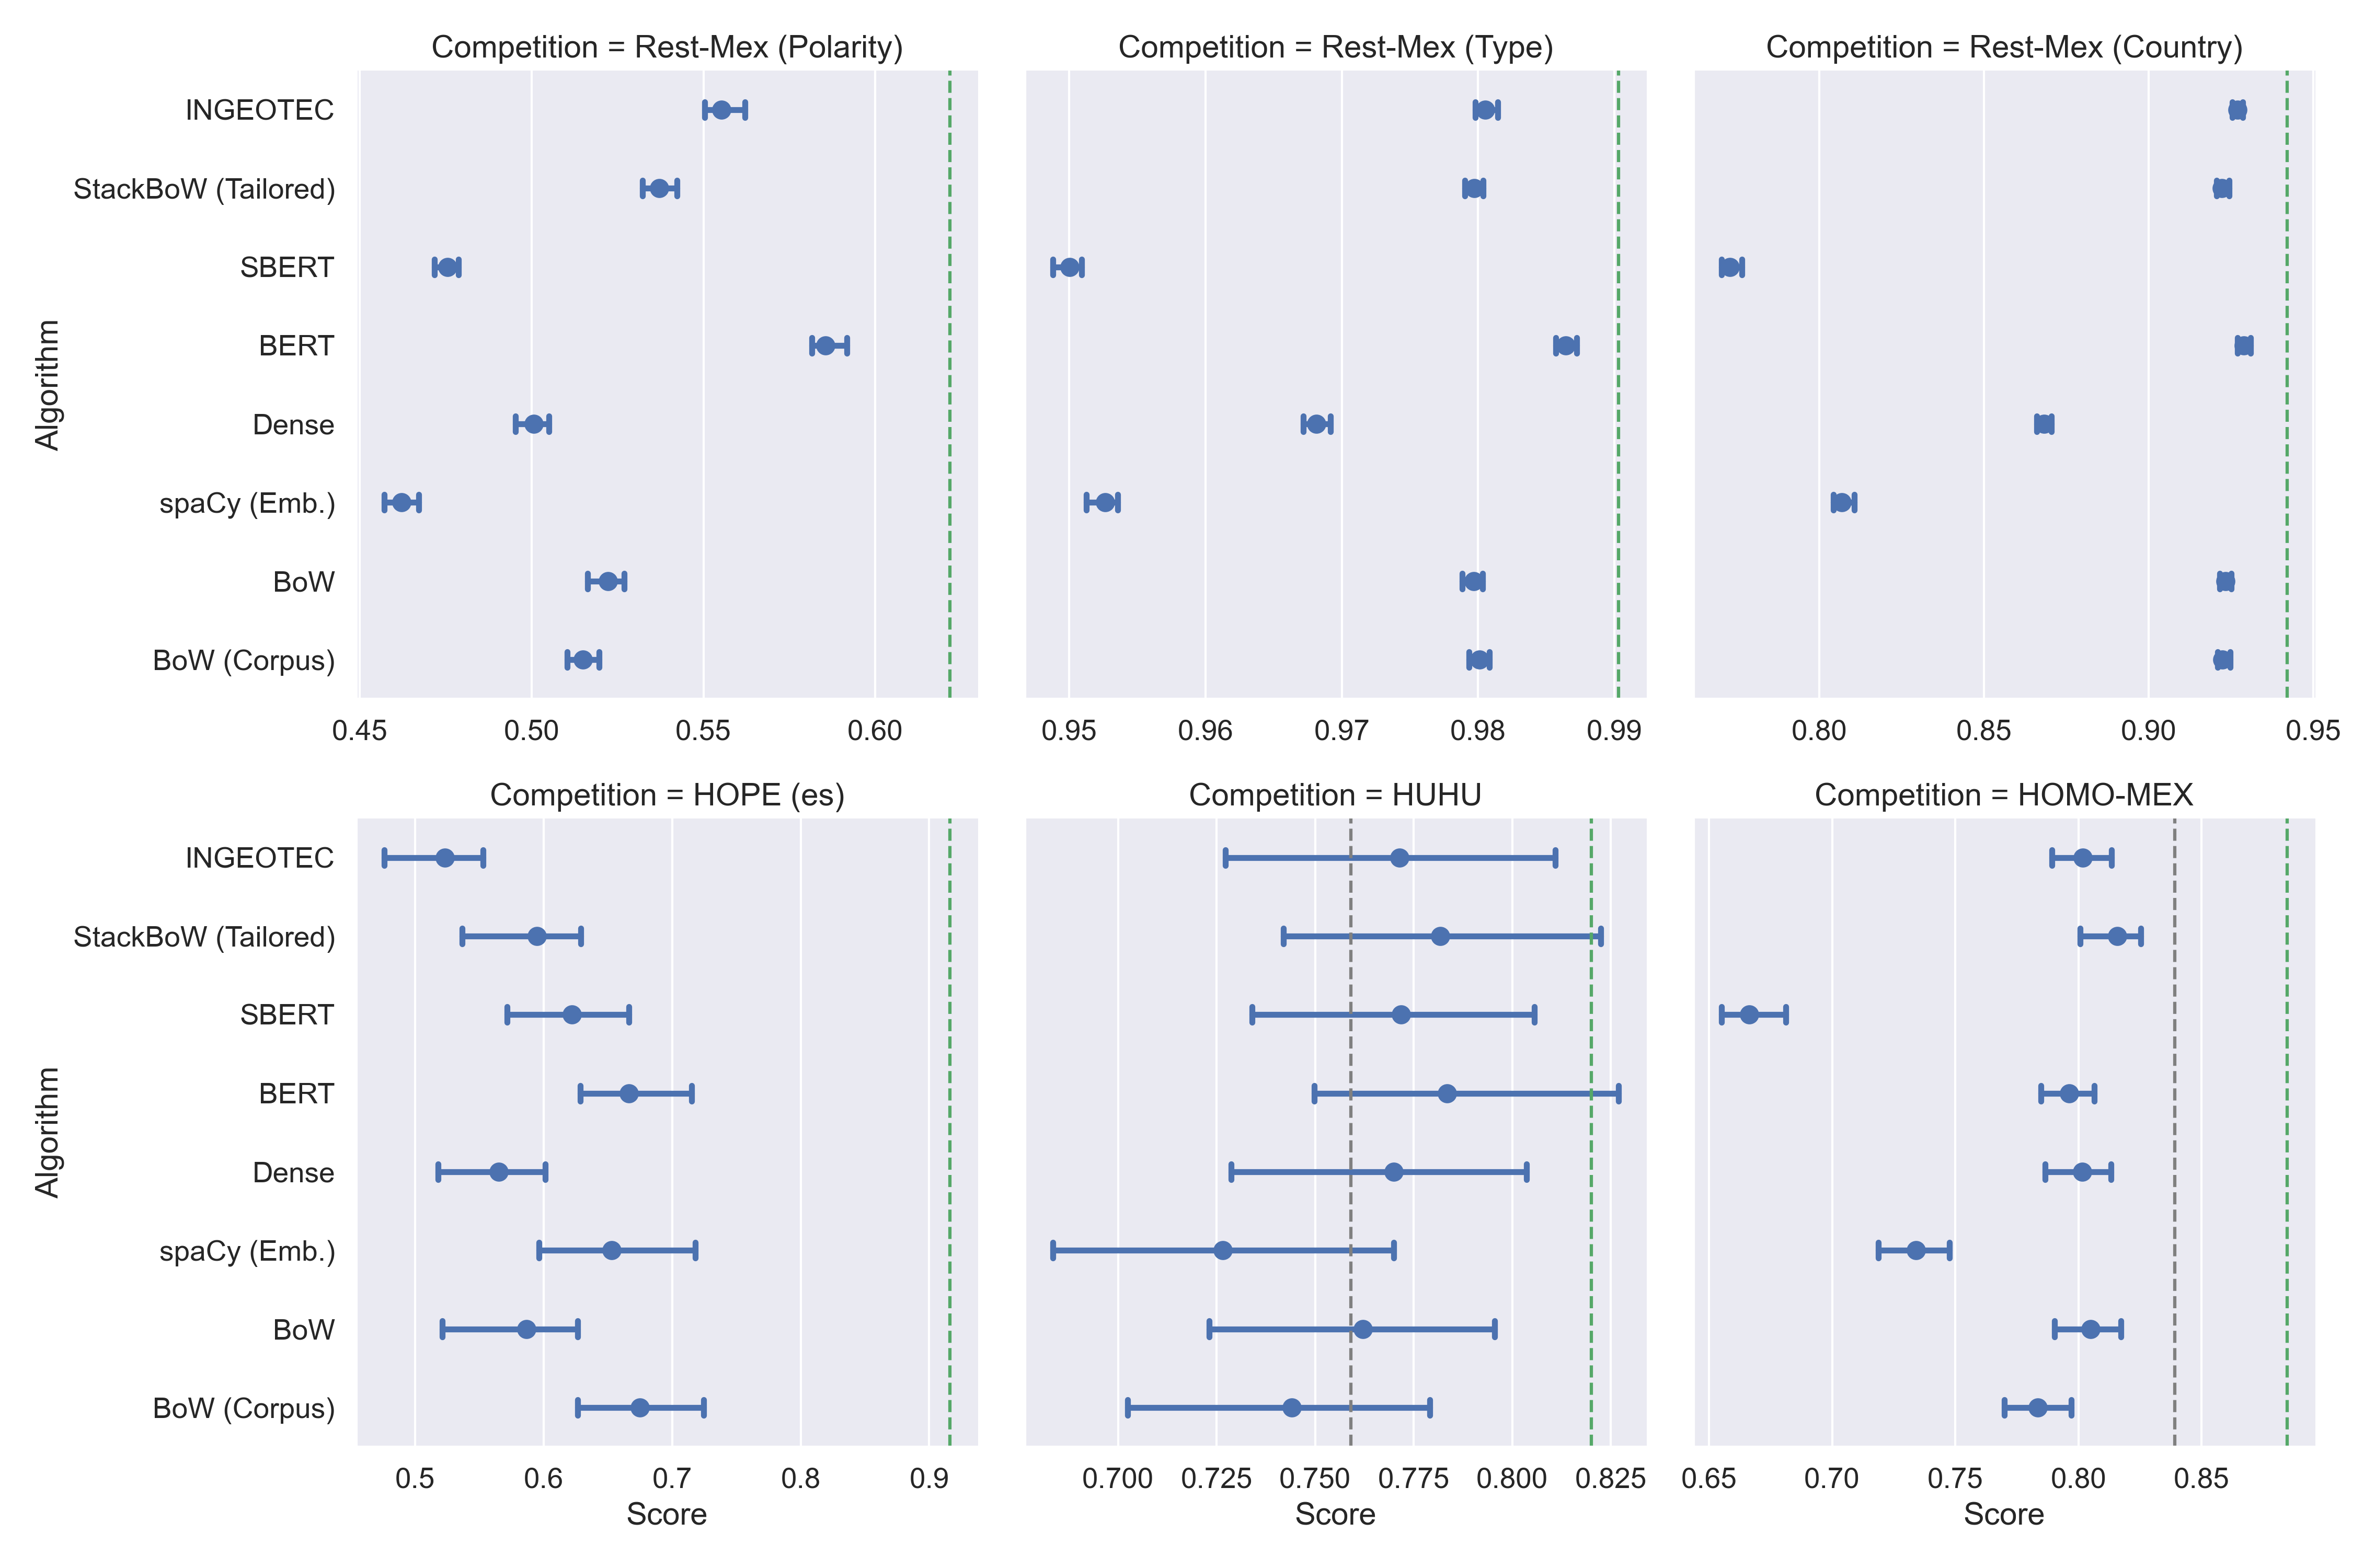 Competition = Rest-Mex (Polarity)
Competition = Rest-Mex (Type)
Competition = Rest-Mex (Country)
Algorithm
INGEOTEC
StackBoW (Tailored)
SBERT
BERT
Dense
spaCy (Emb.)
BoW
BoW (Corpus)
0.45 0.50 0.55 0.60
0.95 0.96 0.97 0.98 0.99
0.80 0.85 0.90 0.95
Competition = HOPE (es)
Competition = HUHU
Competition = HOMO-MEX
Algorithm
INGEOTEC
StackBoW (Tailored)
SBERT
BERT
Dense
spaCy (Emb.)
BoW
BoW (Corpus)
0.5 0.6 0.7 0.8 0.9
0.700 0.725 0.750 0.775 0.800 0.825
0.65 0.70 0.75 0.80 0.85
Score
Score
Score